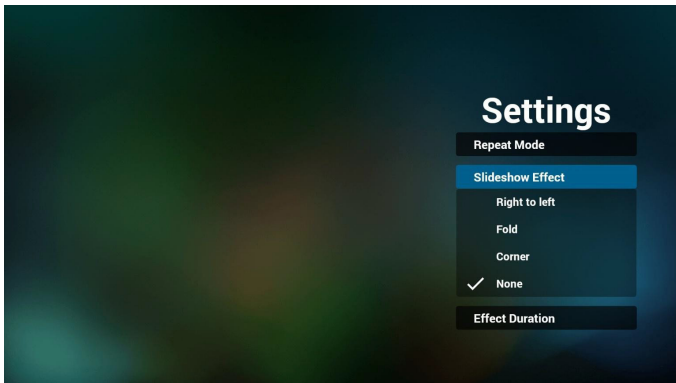 Settings
Repeat Mode
Slideshow Effect
Right to left
Fold
Corner
None
Effect Duration